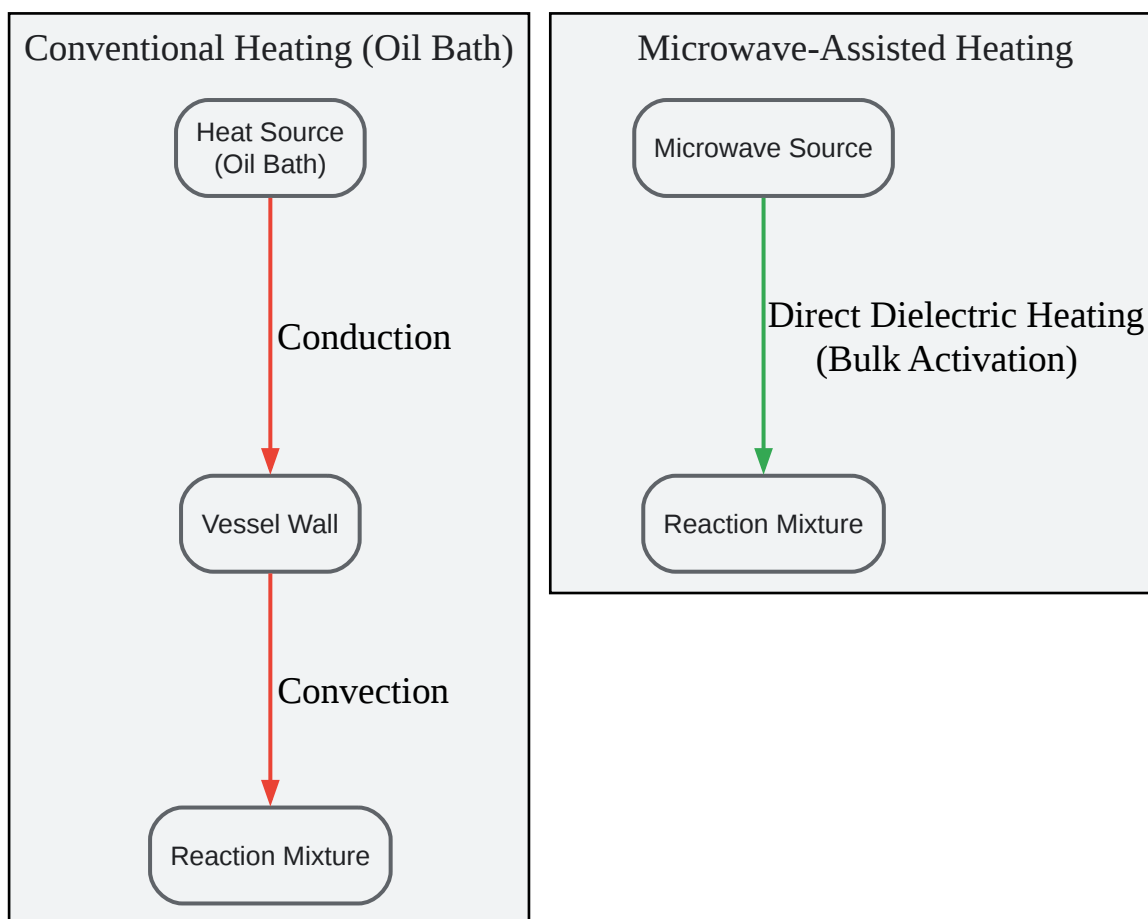 Conventional Heating (Oil Bath)
Heat Source
(Oil Bath)
Conduction
Vessel Wall
Convection
Reaction Mixture
Microwave-Assisted Heating
Microwave Source
Direct Dielectric Heating
(Bulk Activation)
Reaction Mixture